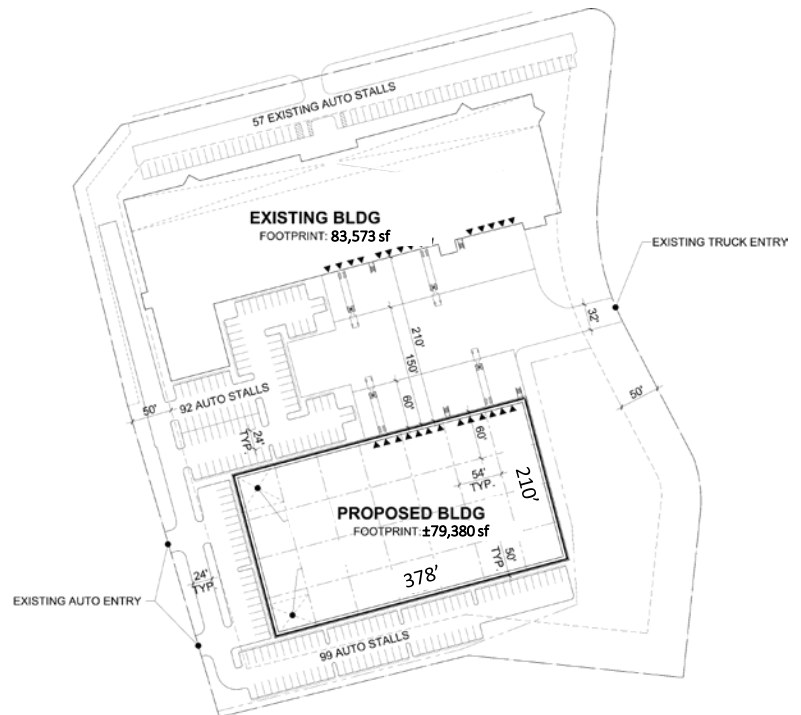 57 EXISTING AUTO STALLS
EXISTING BLDG
FOOTPRINT: 83,573 sf
EXISTING TRUCK ENTRY
32'
210'
150'
60'
50'
92 AUTO STALLS
50'
24'
TYP.
60'
54'
TYP.
210'
PROPOSED BLDG
FOOTPRINT: ±79,380 sf
50'
TYP.
378'
24'
TYP.
EXISTING AUTO ENTRY
99 AUTO STALLS